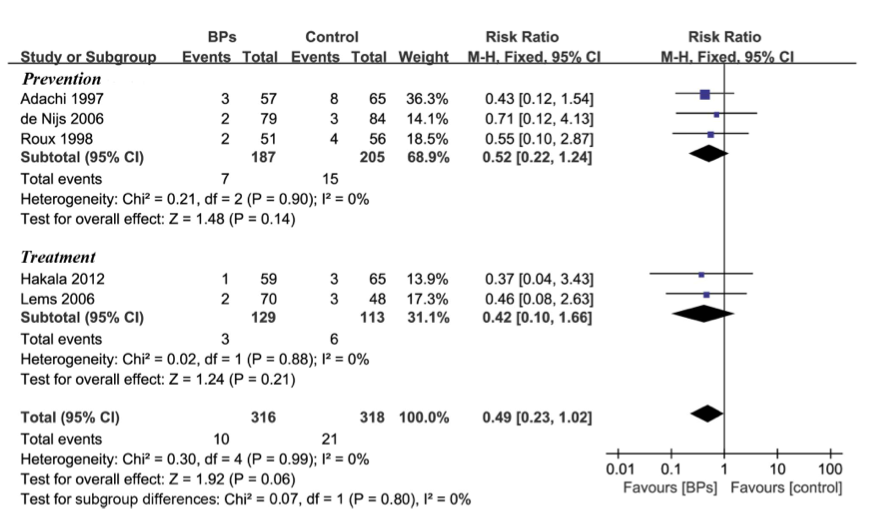 BPs Control Risk Ratio Risk Ratio
Study or Subgroup Events Total Events Total Weight M-H. Fixed. 95% CI M-H. Fixed. 95% CI
Prevention
Adachi 1997 3 57 8 65 36.3% 0.43 [0.12, 1.54]
de Nijs 2006 2 79 3 84 14.1% 0.71 [0.12, 4.13]
Roux 1998 2 51 4 56 18.5% 0.55 [0.10, 2.87]
Subtotal (95% CI) 187 205 68.9% 0.52 [0.22, 1.24]
Total events 7 15
Heterogeneity: Chi² = 0.21, df = 2 (P = 0.90); I² = 0%
Test for overall effect: Z = 1.48 (P = 0.14)
Treatment
Hakala 2012 1 59 3 65 13.9% 0.37 [0.04, 3.43]
Lems 2006 2 70 3 48 17.3% 0.46 [0.08, 2.63]
Subtotal (95% CI) 129 113 31.1% 0.42 [0.10, 1.66]
Total events 3 6
Heterogeneity: Chi² = 0.02, df = 1 (P = 0.88); I² = 0%
Test for overall effect: Z = 1.24 (P = 0.21)
Total (95% CI) 316 318 100.0% 0.49 [0.23, 1.02]
Total events 10 21
Heterogeneity: Chi² = 0.30, df = 4 (P = 0.99); I² = 0%
Test for overall effect: Z = 1.92 (P = 0.06)
Test for subgroup differences: Chi² = 0.07, df = 1 (P = 0.80), I² = 0%
0.01 0.1 1 10 100
Favours [BPs] Favours [control]